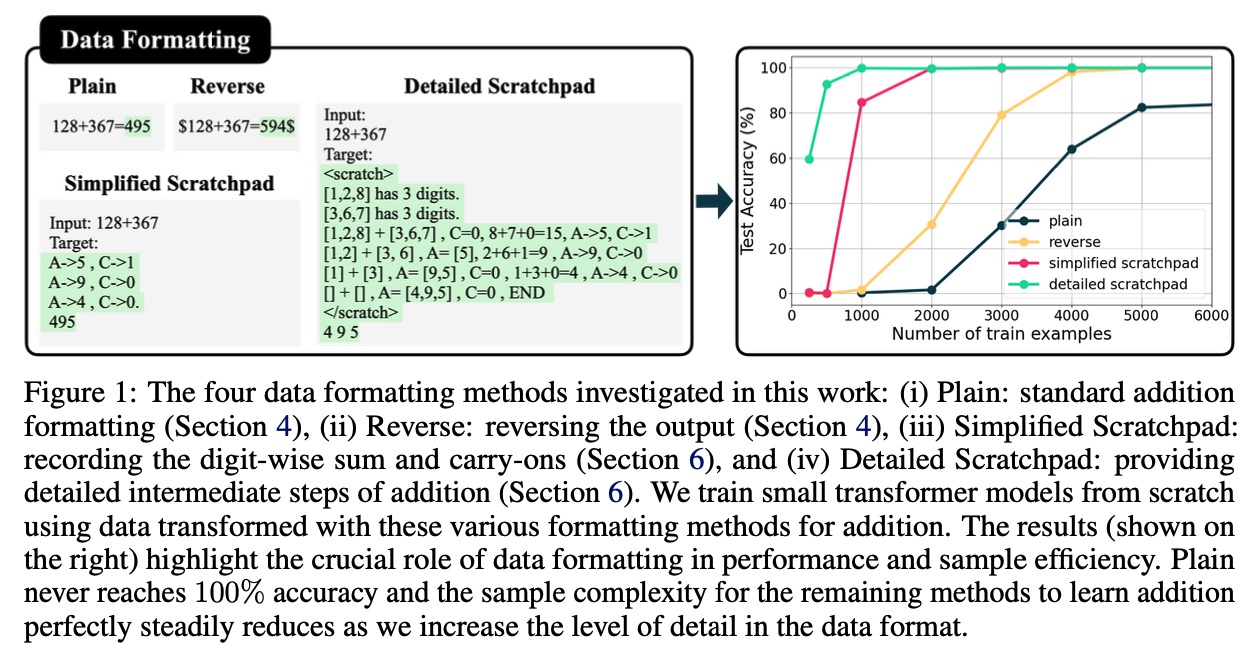 Data Formatting
Plain
128+367=495
Reverse
$128+367=594$
Simplified Scratchpad
Input: 128+367
Target:
A->5 , C->1
A->9 , C->0
A->4 , C->0.
495
Detailed Scratchpad
Input:
128+367
Target:
<scratch>
[1,2,8] has 3 digits.
[3,6,7] has 3 digits.
[1,2,8] + [3,6,7] , C=0, 8+7+0=15, A->5, C->1
[1,2] + [3, 6] , A= [5], 2+6+1=9 , A->9, C->0
[1] + [3] , A= [9,5] , C=0 , 1+3+0=4 , A->4 , C->0
[] + [] , A= [4,9,5] , C=0 , END
</scratch>
4 9 5
Test Accuracy (%)
100
80
60
40
20
0
0 1000 2000 3000 4000 5000 6000
Number of train examples
plain
reverse
simplified scratchpad
detailed scratchpad
Figure 1: The four data formatting methods investigated in this work: (i) Plain: standard addition
formatting (Section 4), (ii) Reverse: reversing the output (Section 4), (iii) Simplified Scratchpad:
recording the digit-wise sum and carry-ons (Section 6), and (iv) Detailed Scratchpad: providing
detailed intermediate steps of addition (Section 6). We train small transformer models from scratch
using data transformed with these various formatting methods for addition. The results (shown on
the right) highlight the crucial role of data formatting in performance and sample efficiency. Plain
never reaches 100% accuracy and the sample complexity for the remaining methods to learn addition
perfectly steadily reduces as we increase the level of detail in the data format.